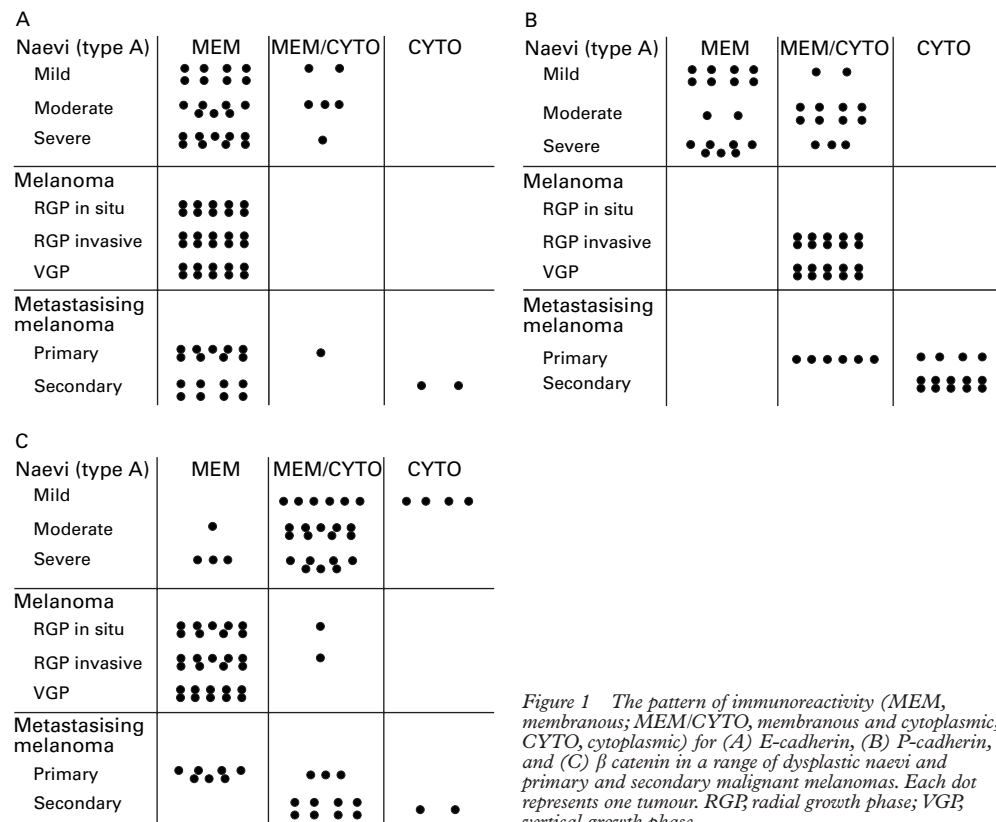 A
Naevi (type A) MEM MEM/CYTO CYTO
Mild
Moderate
Severe
Melanoma
RGP in situ
RGP invasive
VGP
Metastasising
melanoma
Primary
Secondary
B
Naevi (type A) MEM MEM/CYTO CYTO
Mild
Moderate
Severe
Melanoma
RGP in situ
RGP invasive
VGP
Metastasising
melanoma
Primary
Secondary
C
Naevi (type A) MEM MEM/CYTO CYTO
Mild
Moderate
Severe
Melanoma
RGP in situ
RGP invasive
VGP
Metastasising
melanoma
Primary
Secondary
Figure 1 The pattern of immunoreactivity (MEM,
membranous; MEM/CYTO, membranous and cytoplasmic;
CYTO, cytoplasmic) for (A) E-cadherin, (B) P-cadherin,
and (C) β catenin in a range of dysplastic naevi and
primary and secondary malignant melanomas. Each dot
represents one tumour. RGP, radial growth phase; VGP,
vertical growth phase